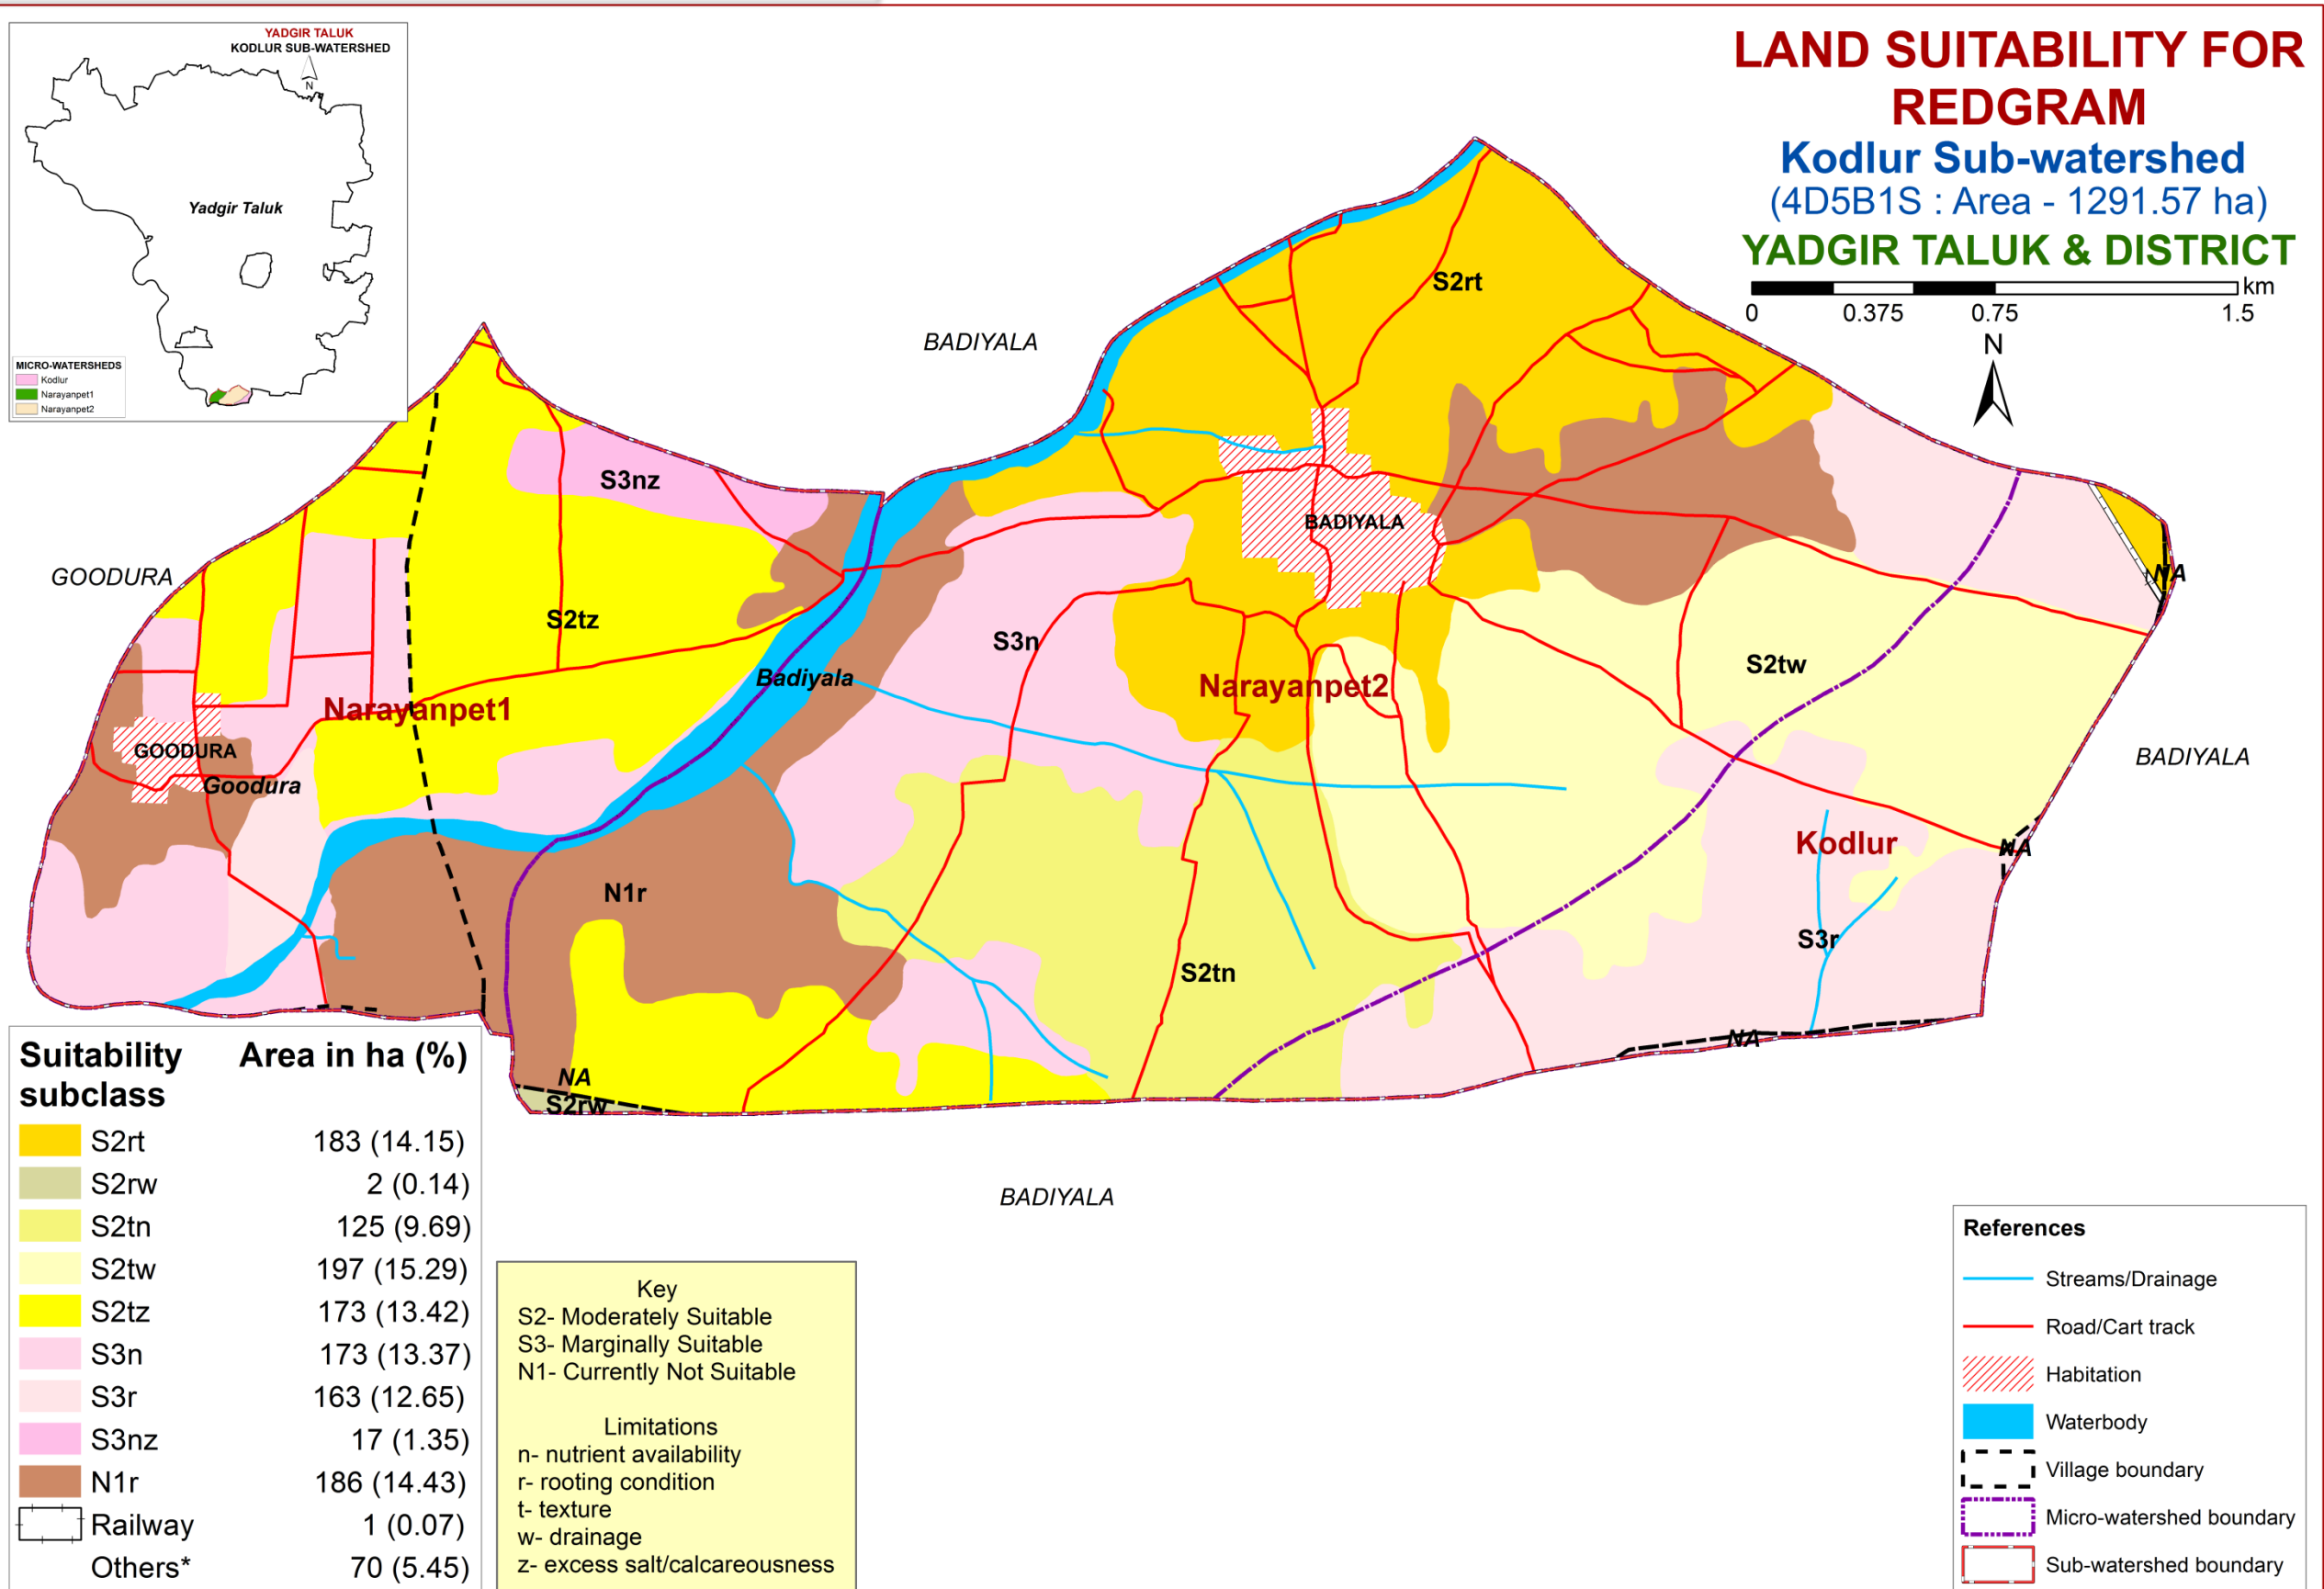 YADGIR TALUK
KODLUR SUB-WATERSHED
N
Yadgir Taluk
MICRO-WATERSHEDS
Kodlur
Narayanpet1
Narayanpet2
LAND SUITABILITY FOR
REDGRAM
Kodlur Sub-watershed
(4D5B1S : Area - 1291.57 ha)
YADGIR TALUK & DISTRICT
km
0 0.375 0.75 1.5
N
S2rt
BADIYALA
S3nz
BADIYALA
GOODURA
NA
S2tz
S3n
S2tw
Badiyala
Narayanpet2
Narayanpet1
GOODURA
BADIYALA
Goodura
Kodlur
NA
N1r
S3r
S2tn
NA
NA
S2rw
BADIYALA
Suitability subclass Area in ha (%)
S2rt 183 (14.15)
S2rw 2 (0.14)
S2tn 125 (9.69)
S2tw 197 (15.29)
S2tz 173 (13.42)
S3n 173 (13.37)
S3r 163 (12.65)
S3nz 17 (1.35)
N1r 186 (14.43)
Railway 1 (0.07)
Others* 70 (5.45)
Key
S2- Moderately Suitable
S3- Marginally Suitable
N1- Currently Not Suitable
Limitations
n- nutrient availability
r- rooting condition
t- texture
w- drainage
z- excess salt/calcareousness
References
Streams/Drainage
Road/Cart track
Habitation
Waterbody
Village boundary
Micro-watershed boundary
Sub-watershed boundary